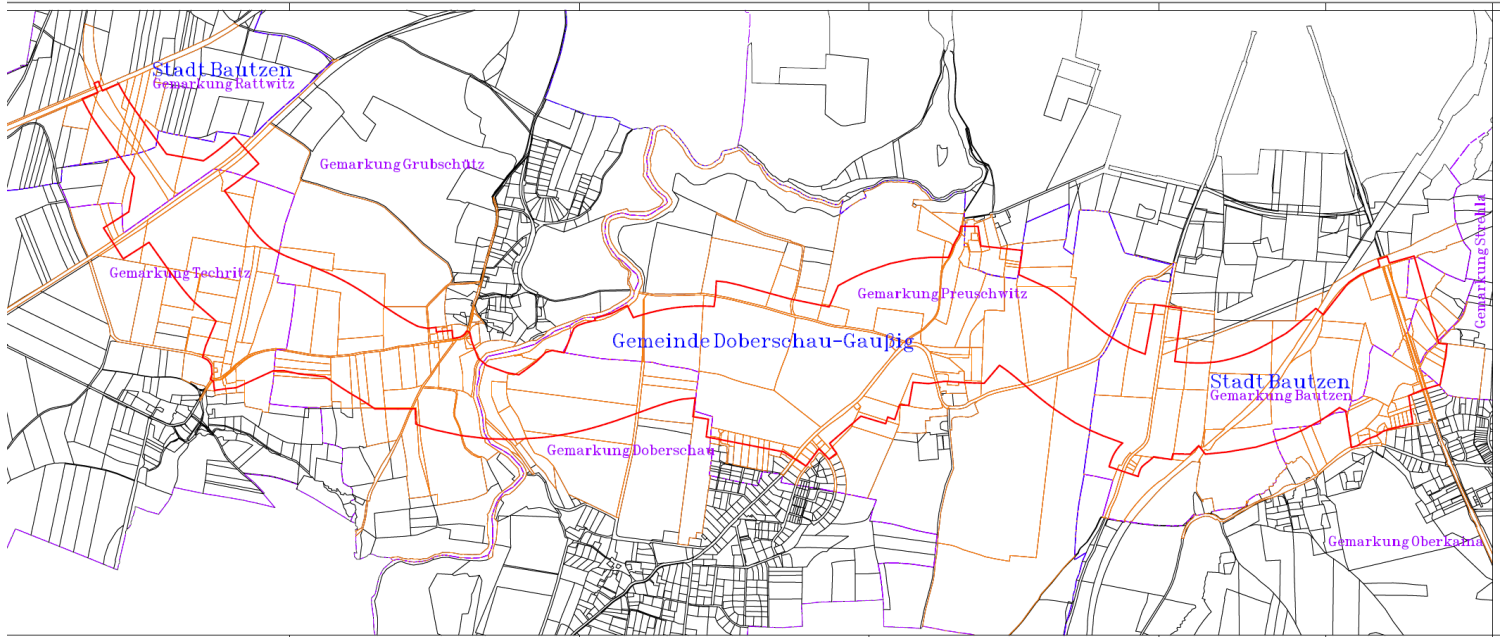 Stadt Bautzen
Gemarkung Rattwitz
Gemarkung Grubschütz
Gemarkung Strehla
Gemarkung Techritz
Gemarkung Preuschwitz
Gemeinde Doberschau-Gaußig
Stadt Bautzen
Gemarkung Bautzen
Gemarkung Doberschau
Gemarkung Oberkaina